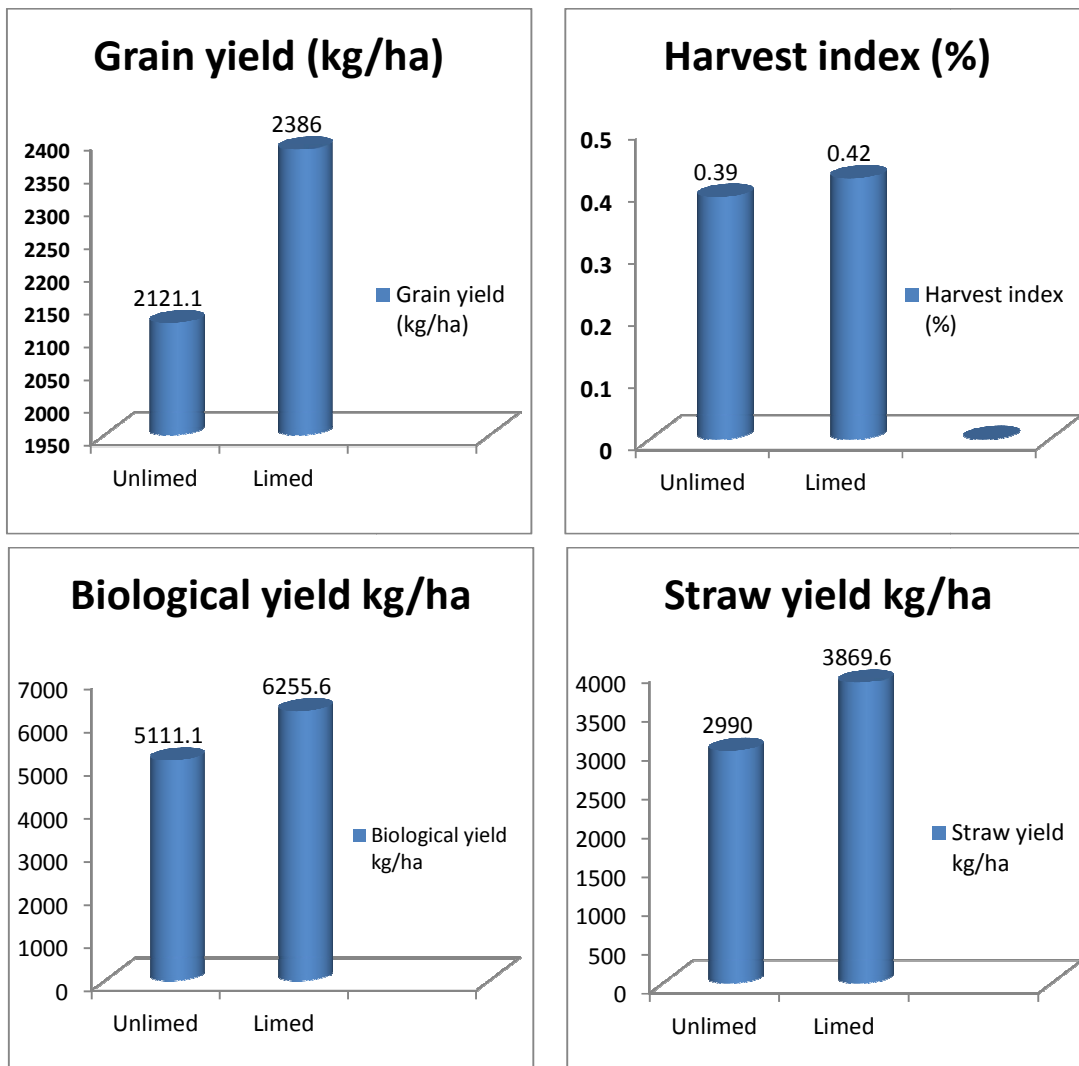 Grain yield (kg/ha)
2400
2350
2300
2250
2200
2150
2100
2050
2000
1950
2121.1
2386
Unlimed Limed
Grain yield
(kg/ha)
Harvest index (%)
0.5
0.4
0.3
0.2
0.1
0
0.39
0.42
Unlimed Limed
Harvest index
(%)
Biological yield kg/ha
7000
6000
5000
4000
3000
2000
1000
0
5111.1
6255.6
Unlimed Limed
Biological yield
kg/ha
Straw yield kg/ha
4000
3500
3000
2500
2000
1500
1000
500
0
2990
3869.6
Unlimed Limed
Straw yield
kg/ha